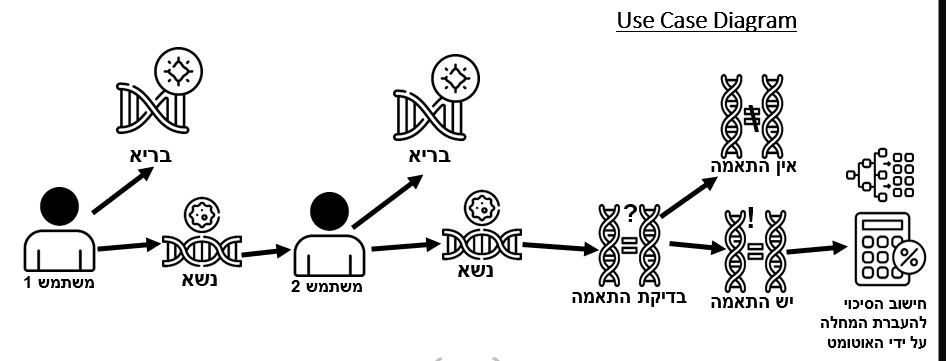 Use Case Diagram
בריא
בריא
אין התאמה
משתמש 1
נשא
משתמש 2
נשא
?
בדיקת התאמה
!
יש התאמה
%
חישוב הסיכוי
להעברת המחלה
על ידי האוטומט